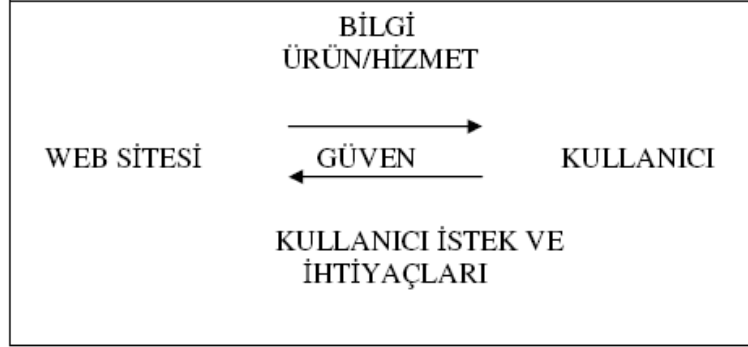 BİLGİ
ÜRÜN/HİZMET
WEB SİTESİ GÜVEN KULLANICI
KULLANICI İSTEK VE
İHTİYAÇLARI